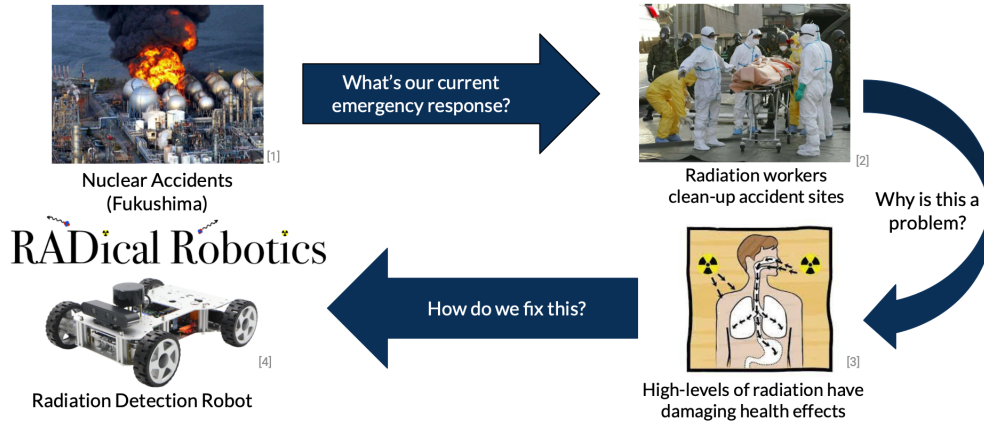 [1]
Nuclear Accidents
(Fukushima)
What's our current
emergency response?
[2]
Radiation workers
clean-up accident sites
Why is this a
problem?
[3]
High-levels of radiation have
damaging health effects
How do we fix this?
RADical Robotics
[4]
Radiation Detection Robot